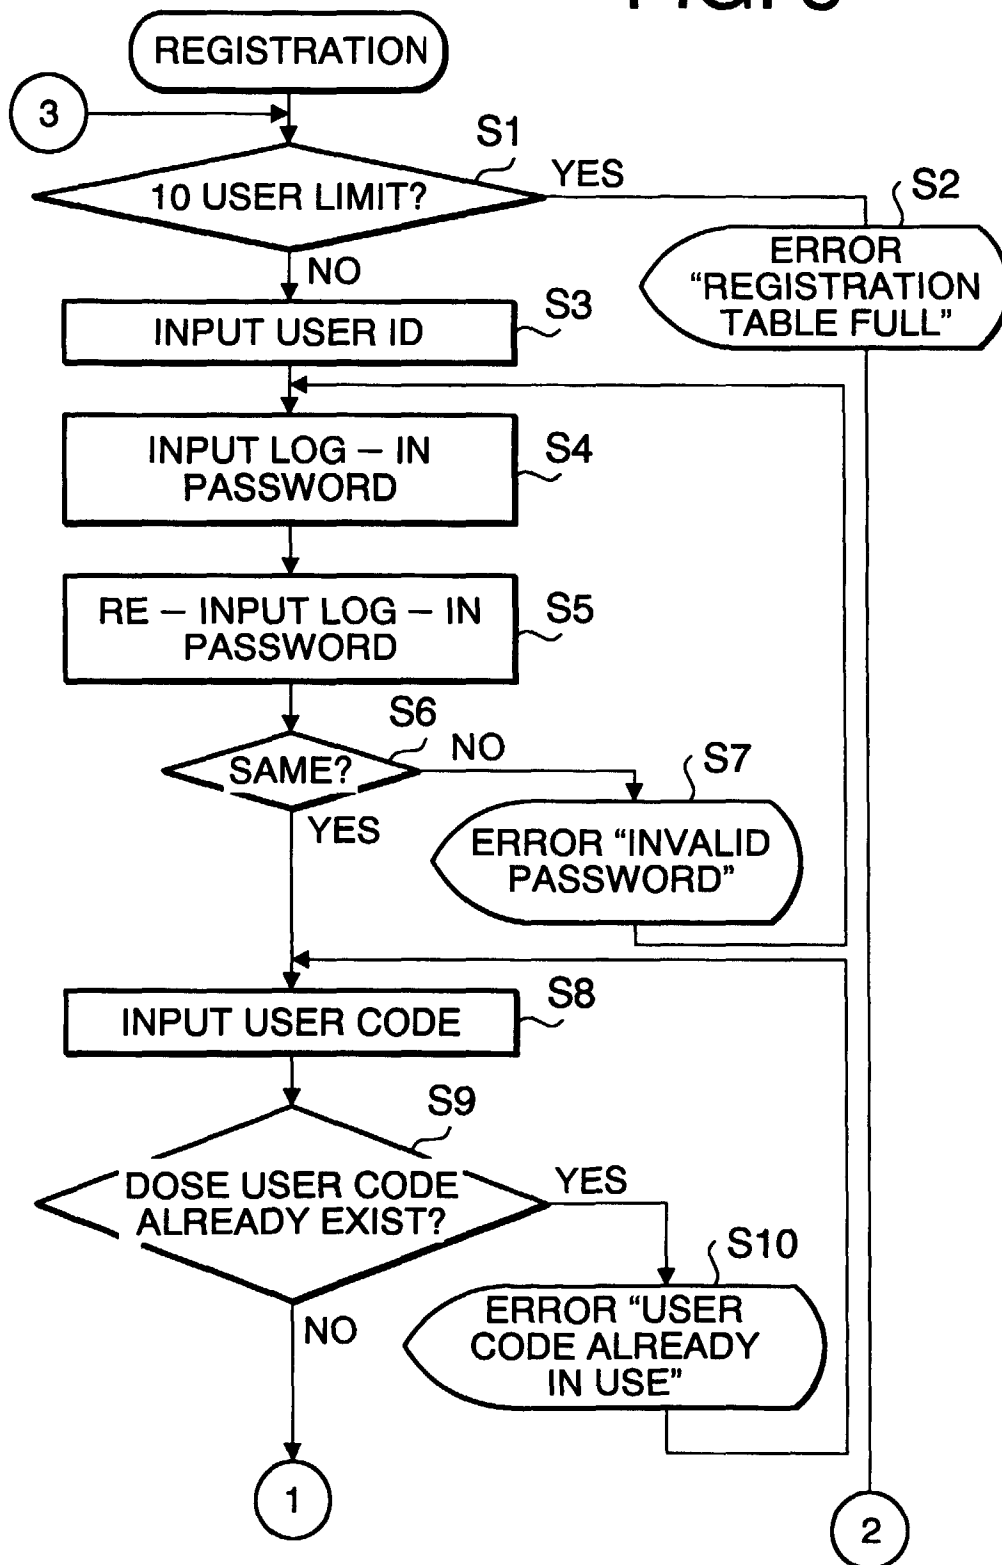 REGISTRATION
3
S1
10 USER LIMIT?
YES
S2
ERROR
“REGISTRATION
TABLE FULL”
NO
S3
INPUT USER ID
INPUT LOG – IN
PASSWORD
S4
RE – INPUT LOG – IN
PASSWORD
S5
S6
SAME?
NO
YES
S7
ERROR “INVALID
PASSWORD”
S8
INPUT USER CODE
S9
DOSE USER CODE
ALREADY EXIST?
YES
NO
S10
ERROR “USER
CODE ALREADY
IN USE”
1
2